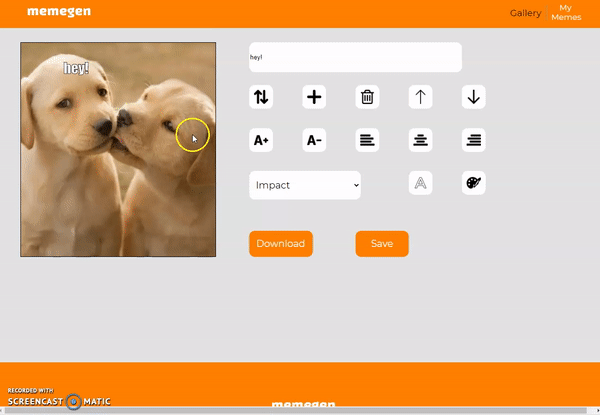 memegen
Gallery
My
Memes
hey!
hey!
A+
A-
Impact
A
Download
Save
RECORDED WITH
SCREENCAST MATIC
memegen